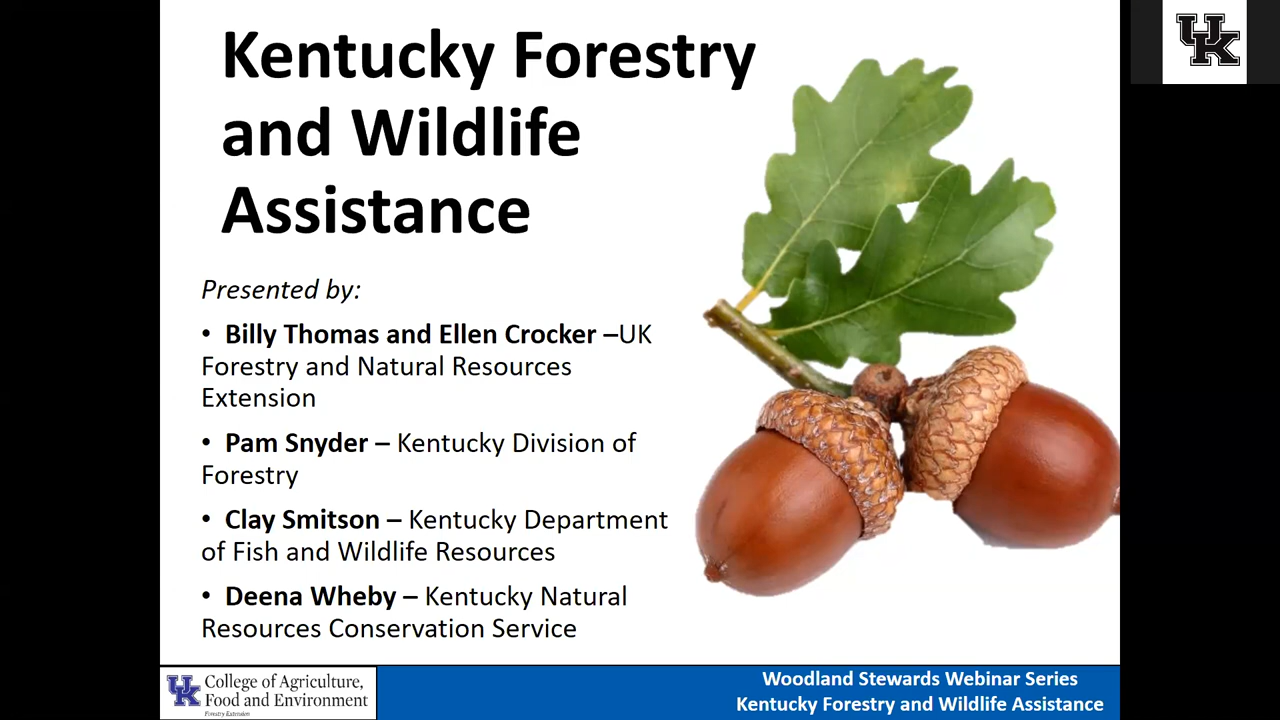 Kentucky Forestry
and Wildlife
Assistance
Presented by:
• Billy Thomas and Ellen Crocker –UK
Forestry and Natural Resources
Extension
• Pam Snyder – Kentucky Division of
Forestry
• Clay Smitson – Kentucky Department
of Fish and Wildlife Resources
• Deena Wheby – Kentucky Natural
Resources Conservation Service
UK
UK
College of Agriculture,
Food and Environment
Forestry Extension
Woodland Stewards Webinar Series
Kentucky Forestry and Wildlife Assistance